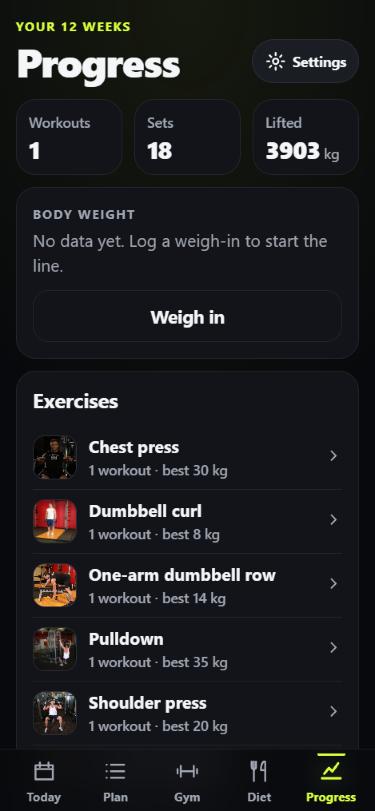 YOUR 12 WEEKS
Progress
Settings
Workouts
1
Sets
18
Lifted
3903 kg
BODY WEIGHT
No data yet. Log a weigh-in to start the
line.
Weigh in
Exercises
Chest press
1 workout · best 30 kg
Dumbbell curl
1 workout · best 8 kg
One-arm dumbbell row
1 workout · best 14 kg
Pulldown
1 workout · best 35 kg
Shoulder press
1 workout · best 20 kg
Today
Plan
Gym
Diet
Progress